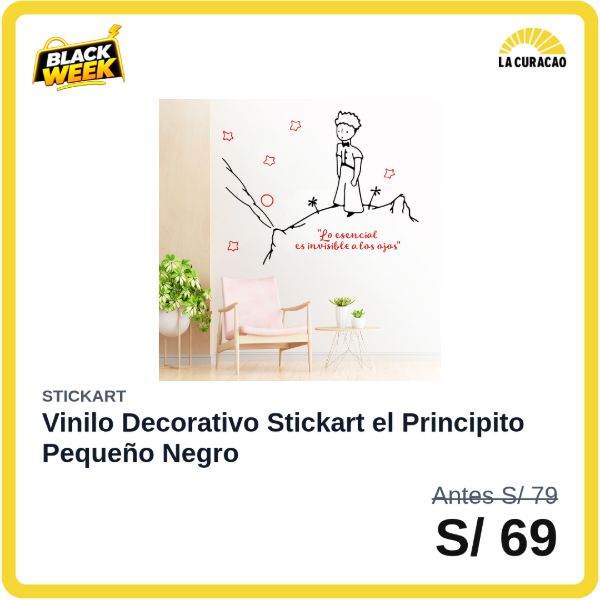 BLACK
WEEK
LA CURACAO
"Lo esencial
es invisible a los ojos"
STICKART
Vinilo Decorativo Stickart el Principito
Pequeño Negro
Antes S/ 79
S/ 69